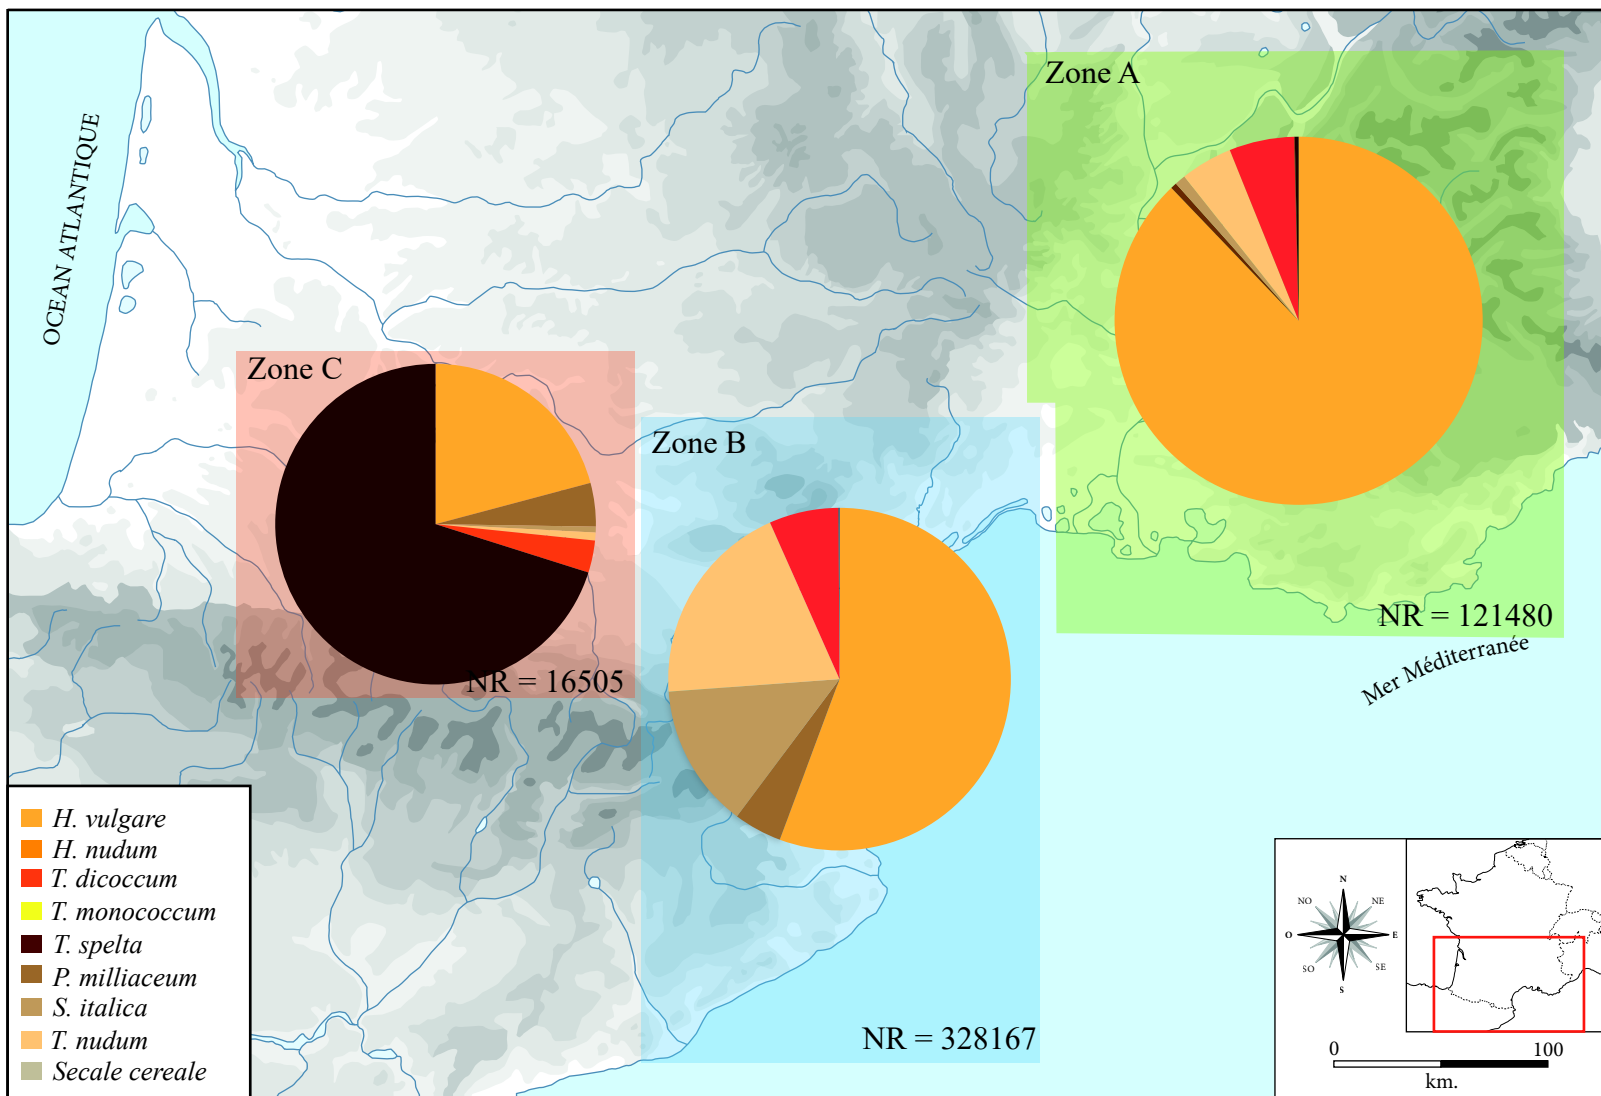 Zone A
OCEAN ATLANTIQUE
Zone C
Zone B
NR = 121480
Mer Méditerranée
NR = 16505
NR = 328167
H. vulgare
H. nudum
T. dicoccum
T. monococcum
T. spelta
P. milliaceum
S. italica
T. nudum
Secale cereale
N
NO
NE
O
E
SO
SE
S
0
100
km.